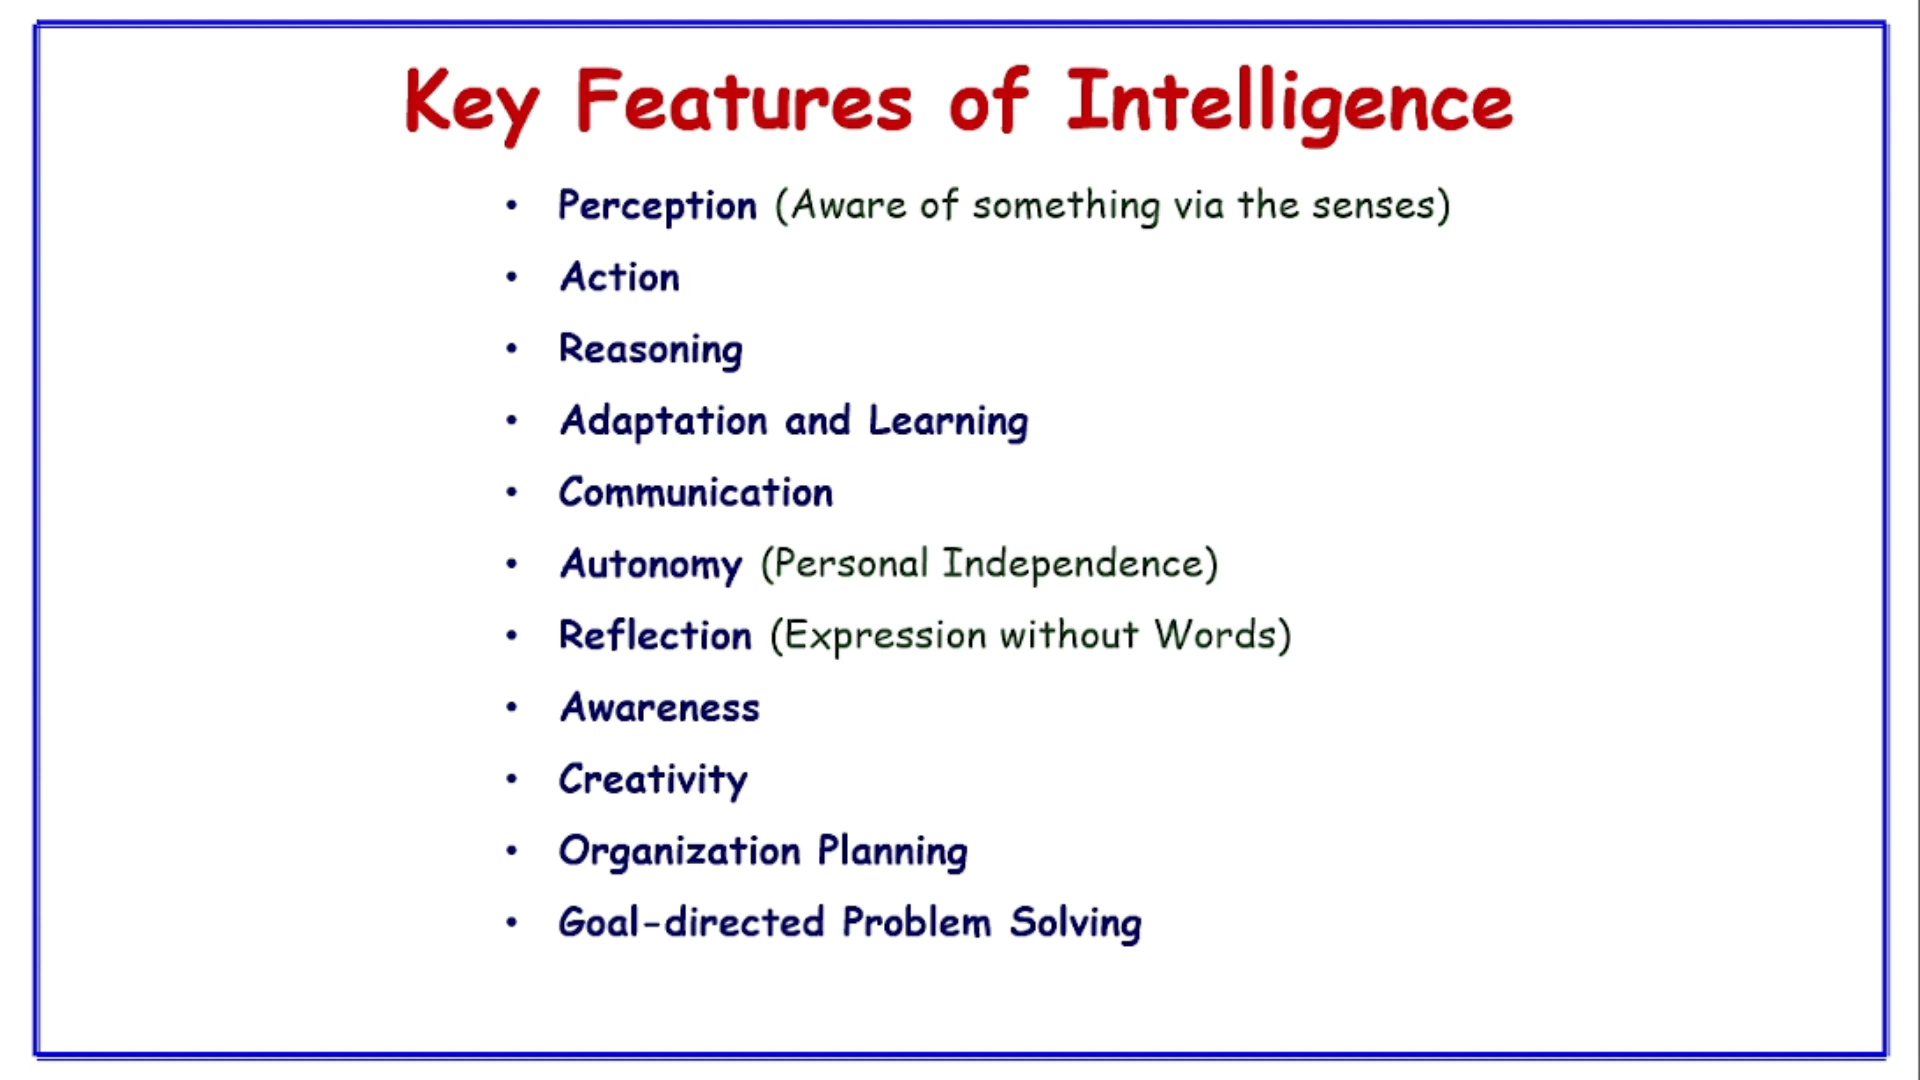 Key Features of Intelligence
• Perception (Aware of something via the senses)
• Action
• Reasoning
• Adaptation and Learning
• Communication
• Autonomy (Personal Independence)
• Reflection (Expression without Words)
• Awareness
• Creativity
• Organization Planning
• Goal-directed Problem Solving